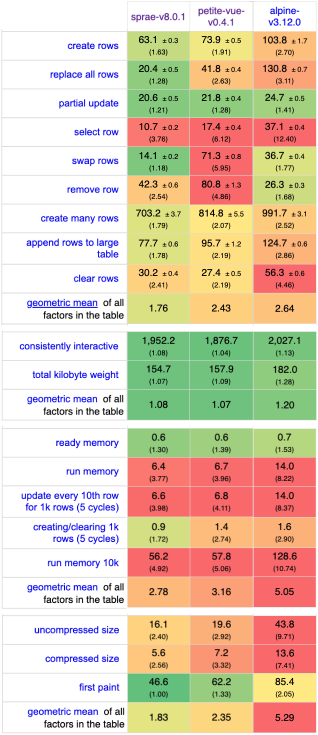 sprae-v8.0.1 petite-vue-v0.4.1 alpine-v3.12.0
create rows 63.1 ± 0.3 (1.63) 73.9 ± 0.5 (1.91) 103.8 ± 1.7 (2.70)
replace all rows 20.4 ± 0.5 (1.28) 41.8 ± 0.4 (2.63) 130.8 ± 0.7 (3.11)
partial update 20.6 ± 0.5 (1.21) 21.8 ± 0.4 (1.28) 24.7 ± 0.5 (1.41)
select row 10.7 ± 0.2 (3.76) 17.4 ± 0.4 (6.12) 37.1 ± 0.4 (12.40)
swap rows 14.1 ± 0.2 (1.18) 71.3 ± 0.8 (5.95) 36.7 ± 0.4 (1.77)
remove row 42.3 ± 0.6 (2.54) 80.8 ± 1.3 (4.86) 26.3 ± 0.3 (1.68)
create many rows 703.2 ± 3.7 (1.79) 814.8 ± 5.5 (2.07) 991.7 ± 3.1 (2.52)
append rows to large table 77.7 ± 0.6 (1.78) 95.7 ± 1.2 (2.19) 124.7 ± 0.6 (2.86)
clear rows 30.2 ± 0.4 (2.41) 27.4 ± 0.5 (2.19) 56.3 ± 0.6 (4.46)
geometric mean of all factors in the table 1.76 2.43 2.64
consistently interactive 1,952.2 (1.08) 1,876.7 (1.04) 2,027.1 (1.13)
total kilobyte weight 154.7 (1.07) 157.9 (1.09) 182.0 (1.28)
geometric mean of all factors in the table 1.08 1.07 1.20
ready memory 0.6 (1.30) 0.6 (1.39) 0.7 (1.53)
run memory 6.4 (3.77) 6.7 (3.96) 14.0 (8.22)
update every 10th row for 1k rows (5 cycles) 6.6 (3.98) 6.8 (4.11) 14.0 (8.37)
creating/clearing 1k rows (5 cycles) 0.9 (1.72) 1.4 (2.74) 1.6 (2.90)
run memory 10k 56.2 (4.92) 57.8 (5.06) 128.6 (10.74)
geometric mean of all factors in the table 2.78 3.16 5.05
uncompressed size 16.1 (2.40) 19.6 (2.92) 43.8 (9.71)
compressed size 5.6 (2.56) 7.2 (3.32) 13.6 (7.41)
first paint 46.6 (1.00) 62.2 (1.33) 85.4 (2.05)
geometric mean of all factors in the table 1.83 2.35 5.29